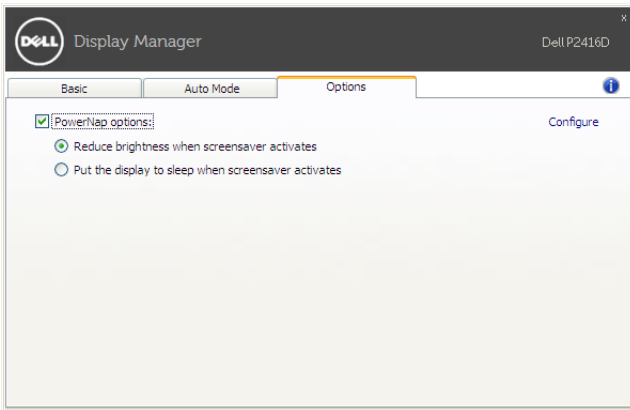 x
DELL Display Manager Dell P2416D
Basic Auto Mode Options i
PowerNap options: Configure
Reduce brightness when screensaver activates
Put the display to sleep when screensaver activates